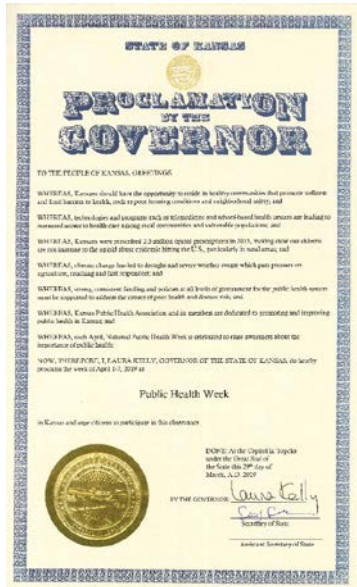 STATE OF KANSAS
PROCLAMATION
BY THE
GOVERNOR
TO THE PEOPLE OF KANSAS, GREETINGS
WHEREAS, Kansans should have the opportunity to reside in healthy communities that promote wellness
and limit barriers to health, such as poor housing conditions and neighborhood safety; and
WHEREAS, technologies and programs such as telemedicine and school-based health centers are leading to
increased access to health care among rural communities and vulnerable populations; and
WHEREAS, Kansans were prescribed 2.3 million opioid prescriptions in 2015, making clear our citizens
are not immune to the opioid abuse epidemic hitting the U.S., particularly in rural areas; and
WHEREAS, climate change has led to drought and severe weather events which puts pressure on
agriculture, ranching and fast responders; and
WHEREAS, strong, consistent funding and policies at all levels of government for the public health system
must be supported to address the causes of poor health and disease risk; and
WHEREAS, Kansas Public Health Association and its members are dedicated to promoting and improving
public health in Kansas; and
WHEREAS, each April, National Public Health Week is celebrated to raise awareness about the
importance of public health:
NOW, THEREFORE, I, LAURA KELLY, GOVERNOR OF THE STATE OF KANSAS, do hereby
proclaim the week of April 1-7, 2019 as
Public Health Week
in Kansas and urge citizens to participate in this observance.
DONE: At the Capitol in Topeka
under the Great Seal of
the State this 29th day of
March, A.D. 2019
BY THE GOVERNOR: Laura Kelly
Secretary of State
Assistant Secretary of State